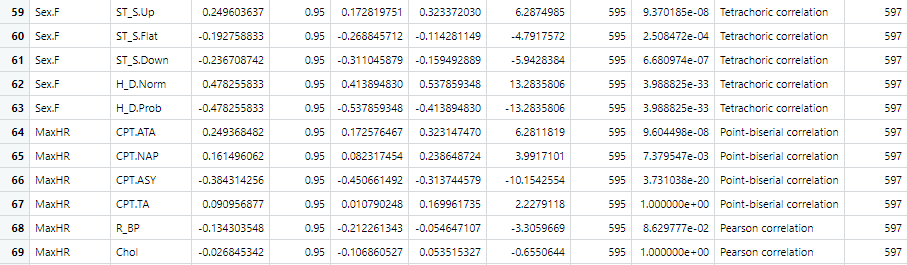 59 Sex.F ST_S.Up 0.249603637 0.95 0.172819751 0.323372030 6.2874985 595 9.370185e-08 Tetrachoric correlation 597
60 Sex.F ST_S.Flat -0.192758833 0.95 -0.268845712 -0.114281149 -4.7917572 595 2.508472e-04 Tetrachoric correlation 597
61 Sex.F ST_S.Down -0.236708742 0.95 -0.311045879 -0.159492889 -5.9428384 595 6.680974e-07 Tetrachoric correlation 597
62 Sex.F H_D.Norm 0.478255833 0.95 0.413894830 0.537859348 13.2835806 595 3.988825e-33 Tetrachoric correlation 597
63 Sex.F H_D.Prob -0.478255833 0.95 -0.537859348 -0.413894830 -13.2835806 595 3.988825e-33 Tetrachoric correlation 597
64 MaxHR CPT.ATA 0.249368482 0.95 0.172576467 0.323147470 6.2811819 595 9.604498e-08 Point-biserial correlation 597
65 MaxHR CPT.NAP 0.161496062 0.95 0.082317454 0.238648724 3.9917101 595 7.379547e-03 Point-biserial correlation 597
66 MaxHR CPT.ASY -0.384314256 0.95 -0.450661492 -0.313744579 -10.1542554 595 3.731038e-20 Point-biserial correlation 597
67 MaxHR CPT.TA 0.090956877 0.95 0.010790248 0.169961735 2.2279118 595 1.000000e+00 Point-biserial correlation 597
68 MaxHR R_BP -0.134303548 0.95 -0.212261343 -0.054647107 -3.3059669 595 8.629777e-02 Pearson correlation 597
69 MaxHR Chol -0.026845342 0.95 -0.106860527 0.053515327 -0.6550644 595 1.000000e+00 Pearson correlation 597